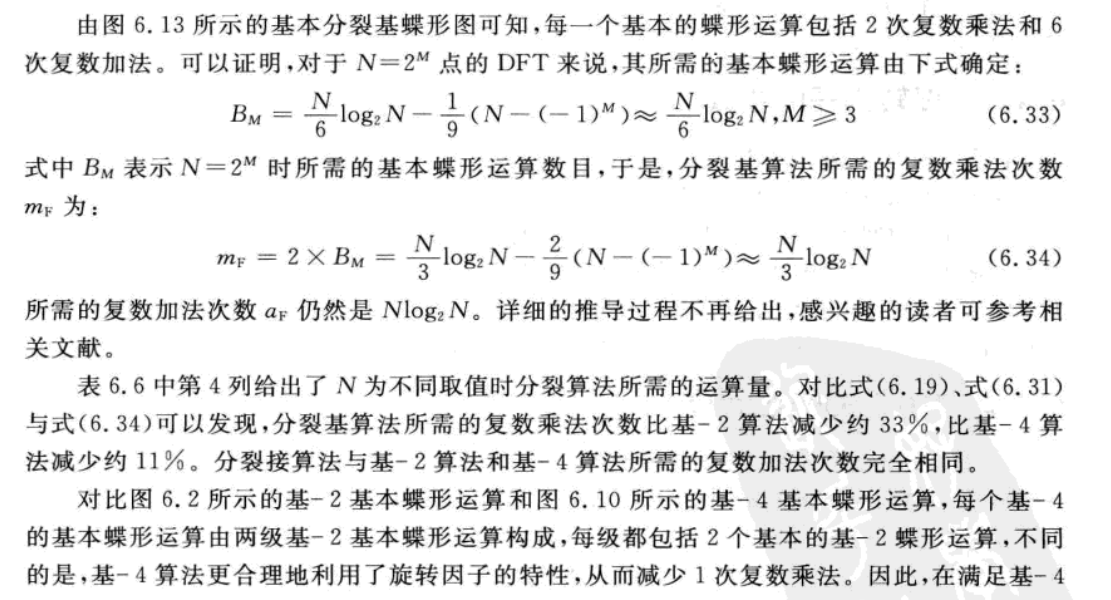 由图 6.13 所示的基本分裂基蝶形图可知,每一个基本的蝶形运算包括 2 次复数乘法和 6
次复数加法。可以证明,对于 N=2^M 点的 DFT 来说,其所需的基本蝶形运算由下式确定:
B_M = N/6 log₂ N − 1/9 (N − (−1)^M) ≈ N/6 log₂ N, M ≥ 3 (6.33)
式中 B_M 表示 N=2^M 时所需的基本蝶形运算数目,于是,分裂基算法所需的复数乘法次数
m_F 为:
m_F = 2 × B_M = N/3 log₂ N − 2/9 (N − (−1)^M) ≈ N/3 log₂ N (6.34)
所需的复数加法次数 a_F 仍然是 Nlog₂N。详细的推导过程不再给出,感兴趣的读者可参考相
关文献。
表 6.6 中第 4 列给出了 N 为不同取值时分裂算法所需的运算量。对比式(6.19)、式(6.31)
与式(6.34)可以发现,分裂基算法所需的复数乘法次数比基-2 算法减少约 33%,比基-4 算
法减少约 11%。分裂接算法与基-2 算法和基-4 算法所需的复数加法次数完全相同。
对比图 6.2 所示的基-2 基本蝶形运算和图 6.10 所示的基-4 基本蝶形运算,每个基-4
的基本蝶形运算由两级基-2 基本蝶形运算构成,每级都包括 2 个基本的基-2 蝶形运算,不同
的是,基-4 算法更合理地利用了旋转因子的特性,从而减少 1 次复数乘法。因此,在满足基-4